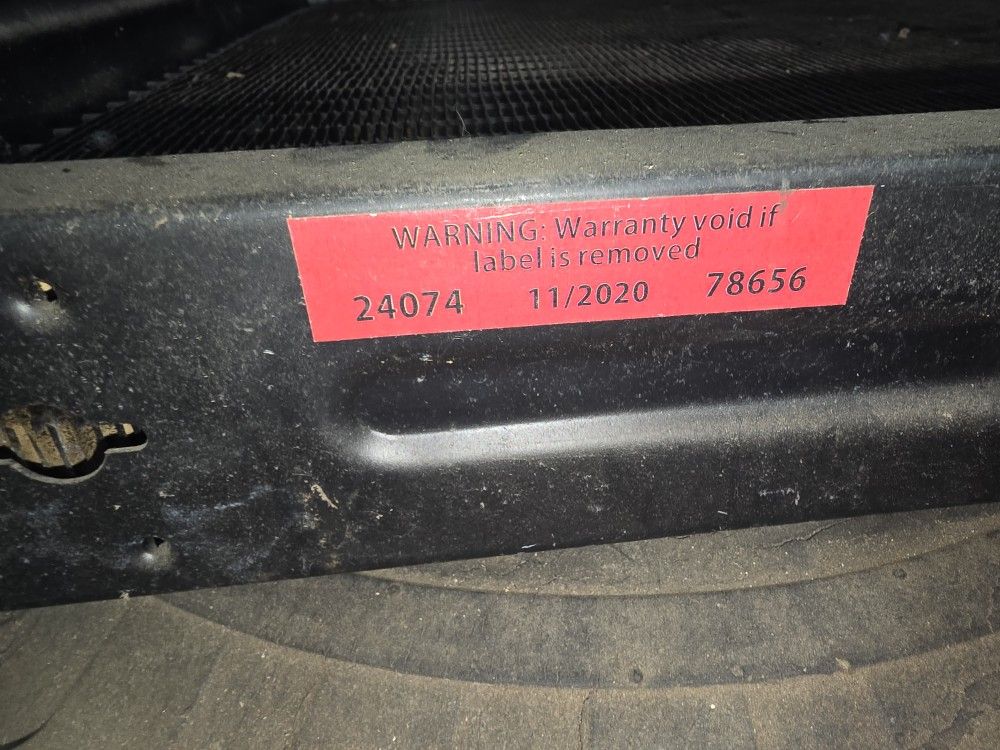 WARNING: Warranty void if
label is removed
24074 11/2020 78656